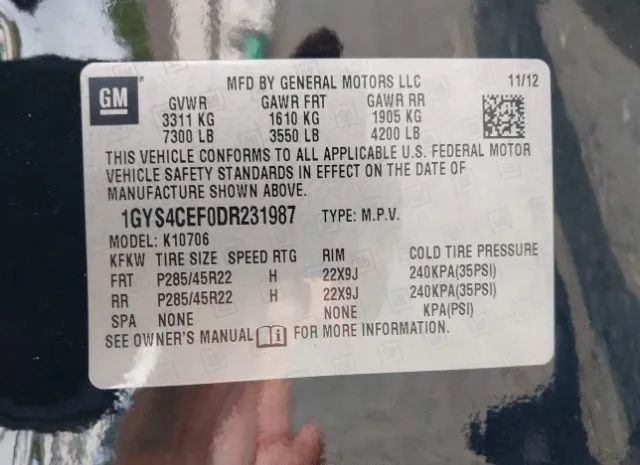 GM
MFD BY GENERAL MOTORS LLC 11/12
GVWR GAWR FRT GAWR RR
3311 KG 1610 KG 1905 KG
7300 LB 3550 LB 4200 LB
THIS VEHICLE CONFORMS TO ALL APPLICABLE U.S. FEDERAL MOTOR
VEHICLE SAFETY STANDARDS IN EFFECT ON THE DATE OF
MANUFACTURE SHOWN ABOVE.
1GYS4CEF0DR231987 TYPE: M.P.V.
MODEL: K10706
KFKW TIRE SIZE SPEED RTG RIM COLD TIRE PRESSURE
FRT P285/45R22 H 22X9J 240KPA(35PSI)
RR P285/45R22 H 22X9J 240KPA(35PSI)
SPA NONE NONE KPA(PSI)
SEE OWNER'S MANUAL FOR MORE INFORMATION.